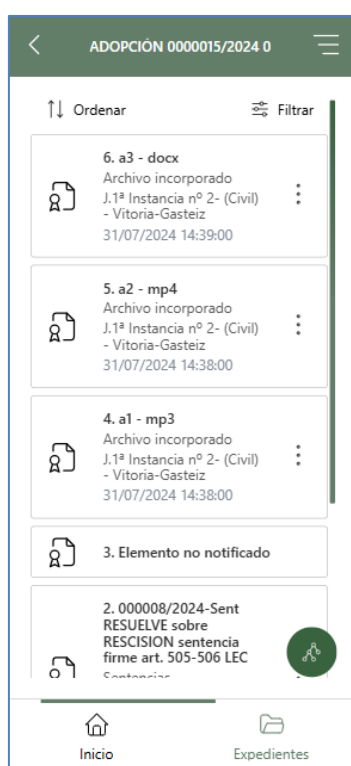 ADOPCIÓN 0000015/2024 0
Ordenar
Filtrar
6. a3 - docx
Archivo incorporado
J.1ª Instancia nº 2- (Civil)
- Vitoria-Gasteiz
31/07/2024 14:39:00
5. a2 - mp4
Archivo incorporado
J.1ª Instancia nº 2- (Civil)
- Vitoria-Gasteiz
31/07/2024 14:38:00
4. a1 - mp3
Archivo incorporado
J.1ª Instancia nº 2- (Civil)
- Vitoria-Gasteiz
31/07/2024 14:38:00
3. Elemento no notificado
2. 000008/2024-Sent
RESUELVE sobre
RESCISION sentencia
firme art. 505-506 LEC
Sentencias
Inicio
Expedientes